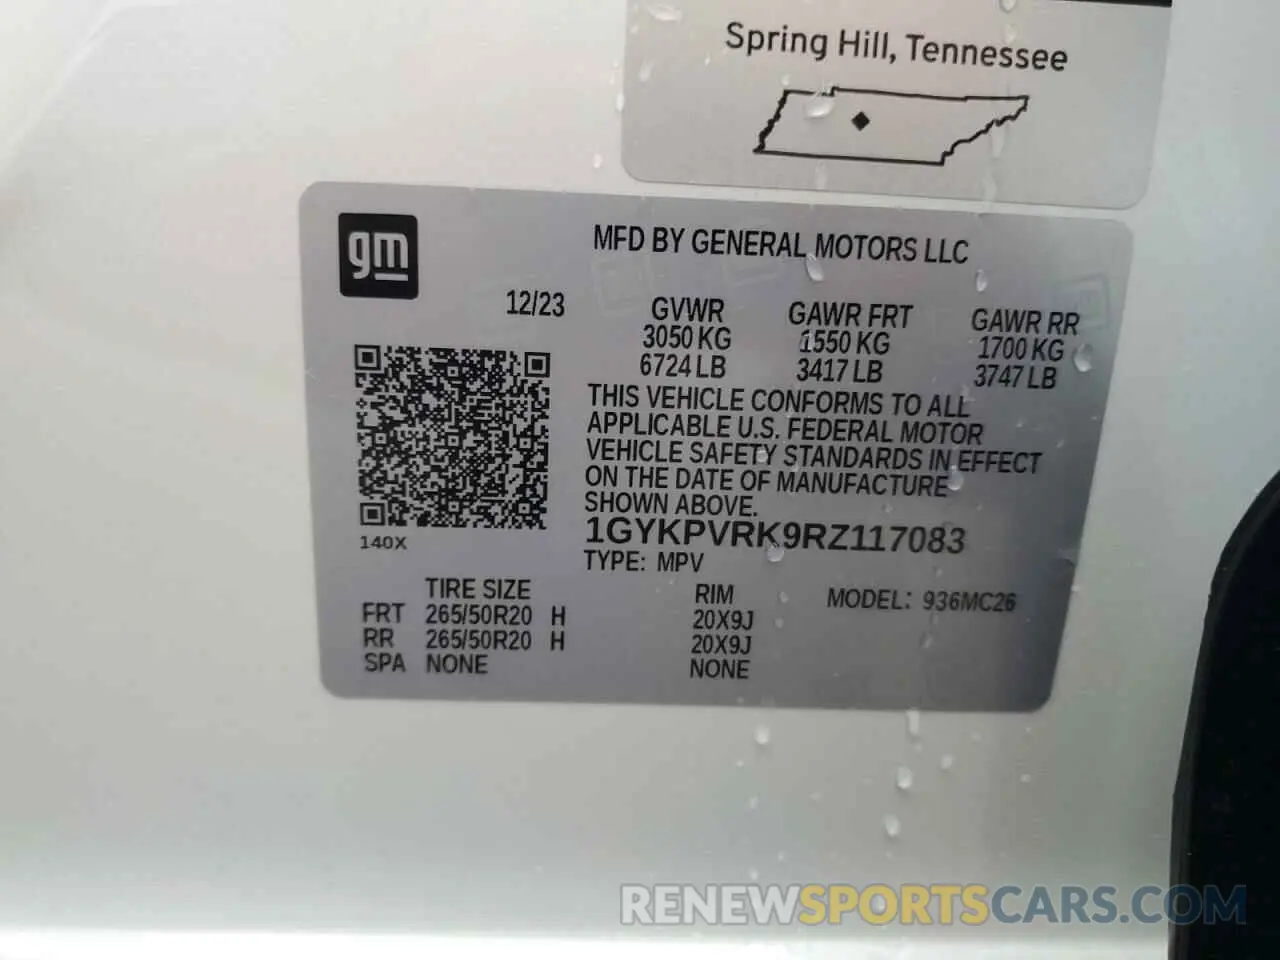 Spring Hill, Tennessee
gm
MFD BY GENERAL MOTORS LLC
12/23
GVWR GAWR FRT GAWR RR
3050 KG 1550 KG 1700 KG
6724 LB 3417 LB 3747 LB
THIS VEHICLE CONFORMS TO ALL
APPLICABLE U.S. FEDERAL MOTOR
VEHICLE SAFETY STANDARDS IN EFFECT
ON THE DATE OF MANUFACTURE
SHOWN ABOVE.
1GYKPVRK9RZ117083
140X
TYPE: MPV
TIRE SIZE RIM MODEL: 936MC26
FRT 265/50R20 H 20X9J
RR 265/50R20 H 20X9J
SPA NONE NONE
RENEWSPORTSCARS.COM